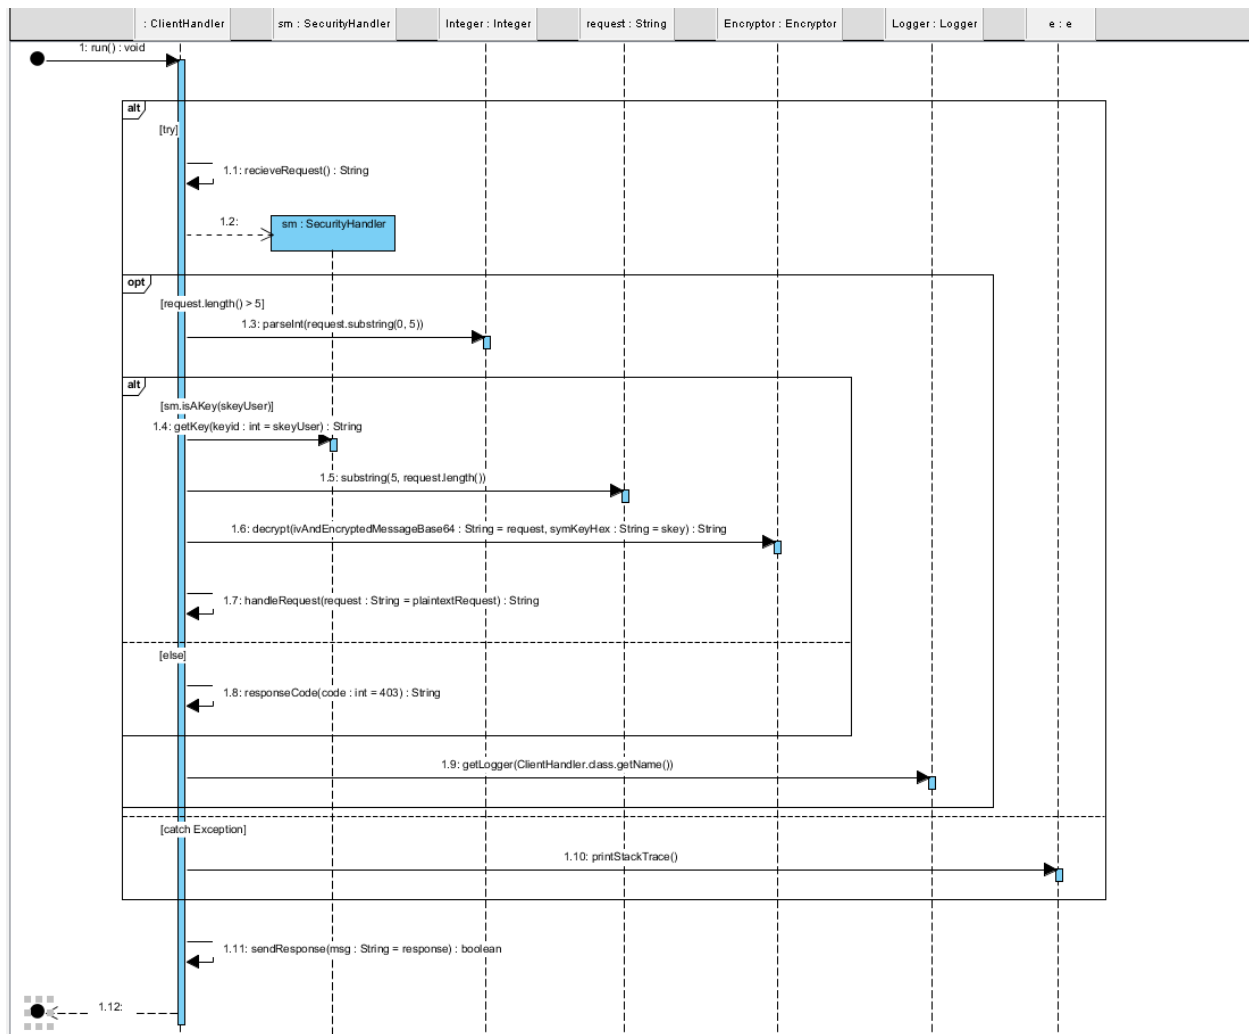 : ClientHandler
sm : SecurityHandler
Integer : Integer
request : String
Encryptor : Encryptor
Logger : Logger
e : e
1: run() : void
alt
[try]
1.1: recieveRequest() : String
1.2:
sm : SecurityHandler
opt
[request.length() > 5]
1.3: parseInt(request.substring(0, 5))
alt
[sm.isAKey(skeyUser)]
1.4: getKey(keyid : int = skeyUser) : String
1.5: substring(5, request.length())
1.6: decrypt(ivAndEncryptedMessageBase64 : String = request, symKeyHex : String = skey) : String
1.7: handleRequest(request : String = plaintextRequest) : String
[else]
1.8: responseCode(code : int = 403) : String
1.9: getLogger(ClientHandler.class.getName())
[catch Exception]
1.10: printStackTrace()
1.11: sendResponse(msg : String = response) : boolean
1.12: